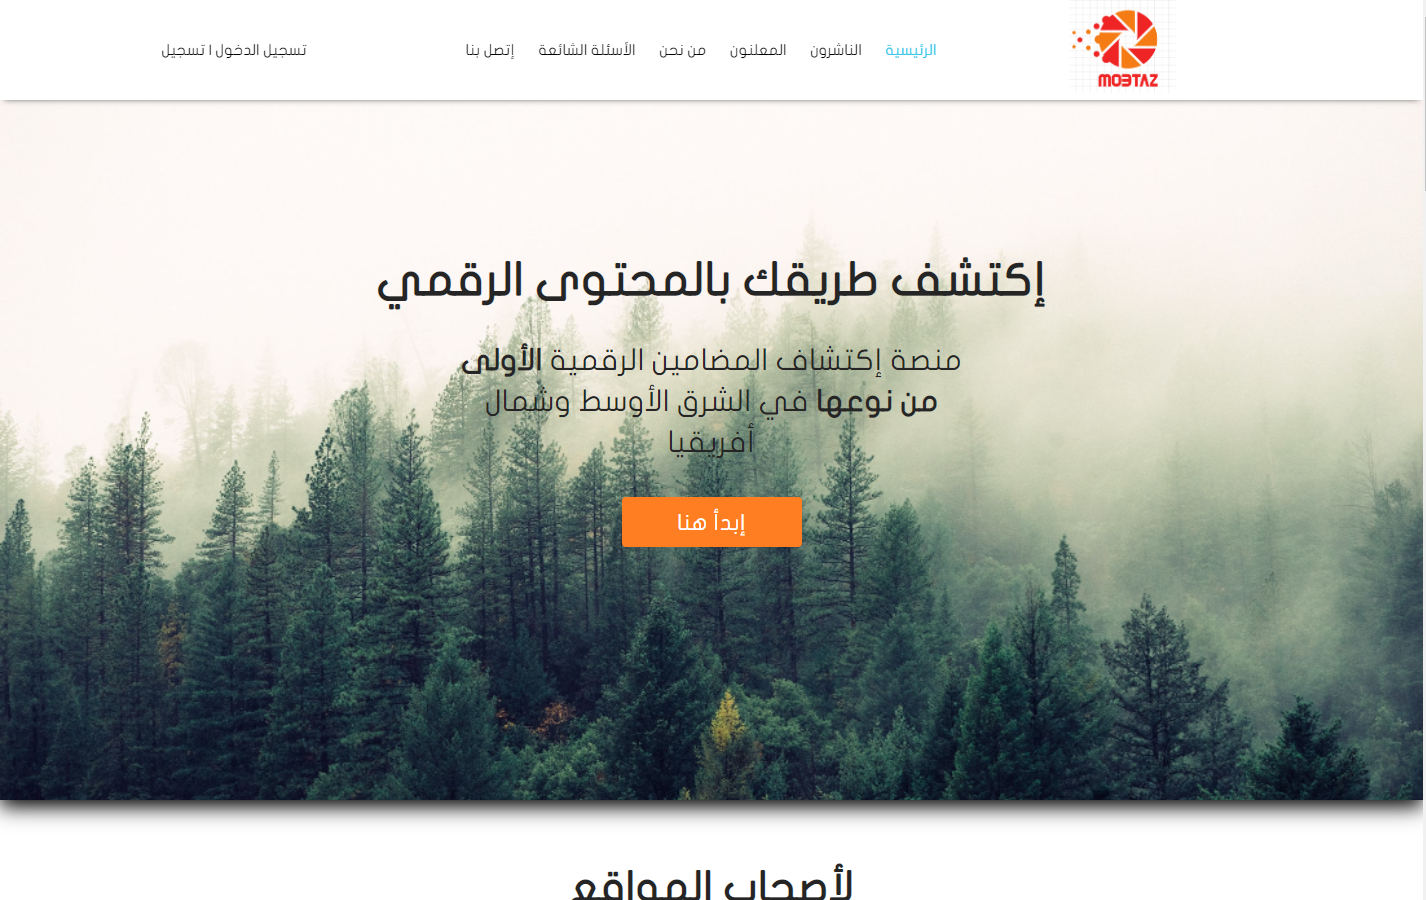 MOƐTAZ
الرئيسية
الناشرون
المعلنون
من نحن
الأسئلة الشائعة
إتصل بنا
تسجيل الدخول | تسجيل
إكتشف طريقك بالمحتوى الرقمي
منصة إكتشاف المضامين الرقمية الأولى
من نوعها في الشرق الأوسط وشمال
أفريقيا
إبدأ هنا
لأصحاب المواقع